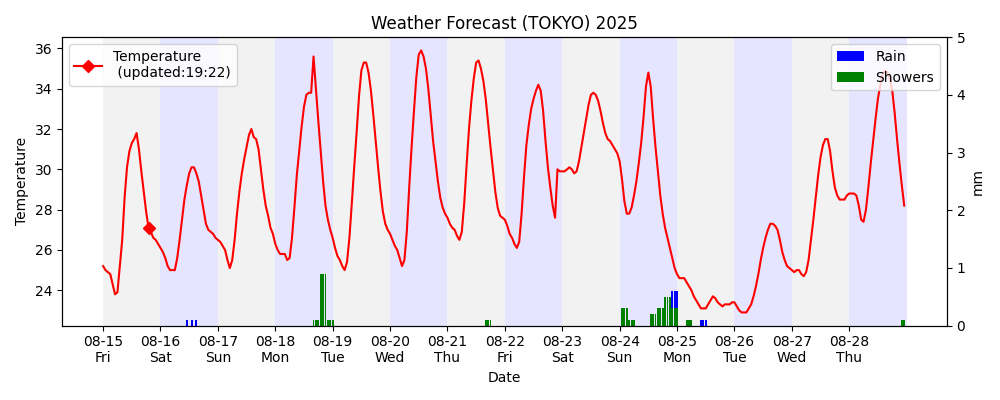 Weather Forecast (TOKYO) 2025
Temperature
(updated:19:22)
Rain
Showers
36
34
32
30
28
26
24
Temperature
5
4
3
2
1
0
mm
08-15 08-16 08-17 08-18 08-19 08-20 08-21 08-22 08-23 08-24 08-25 08-26 08-27 08-28
Fri Sat Sun Mon Tue Wed Thu Fri Sat Sun Mon Tue Wed Thu
Date